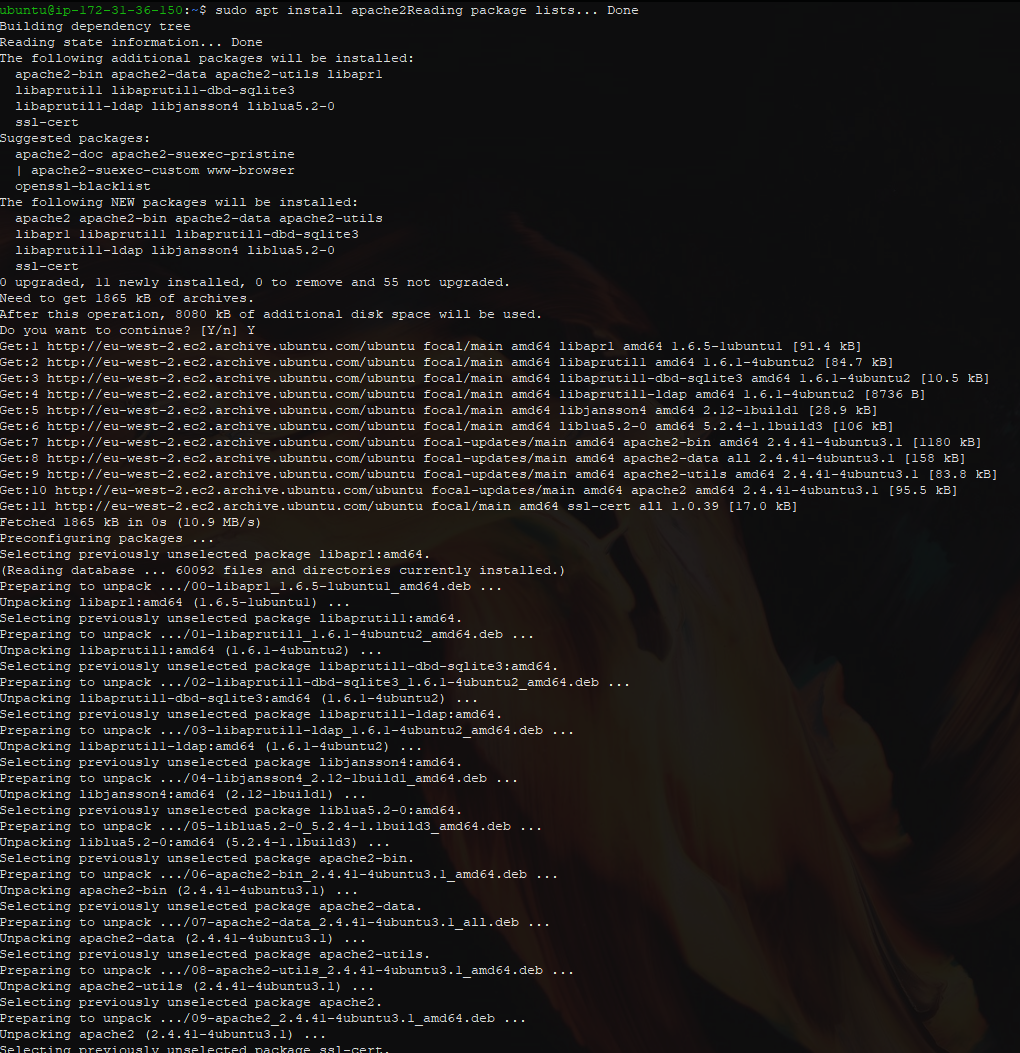 ubuntu@ip-172-31-36-150:~$ sudo apt install apache2Reading package lists... Done
Building dependency tree
Reading state information... Done
The following additional packages will be installed:
  apache2-bin apache2-data apache2-utils libapr1
  libaprutil1 libaprutil1-dbd-sqlite3
  libaprutil1-ldap libjansson4 liblua5.2-0
  ssl-cert
Suggested packages:
  apache2-doc apache2-suexec-pristine
  | apache2-suexec-custom www-browser
  openssl-blacklist
The following NEW packages will be installed:
  apache2 apache2-bin apache2-data apache2-utils
  libapr1 libaprutil1 libaprutil1-dbd-sqlite3
  libaprutil1-ldap libjansson4 liblua5.2-0
  ssl-cert
0 upgraded, 11 newly installed, 0 to remove and 55 not upgraded.
Need to get 1865 kB of archives.
After this operation, 8080 kB of additional disk space will be used.
Do you want to continue? [Y/n] Y
Get:1 http://eu-west-2.ec2.archive.ubuntu.com/ubuntu focal/main amd64 libapr1 amd64 1.6.5-1ubuntu1 [91.4 kB]
Get:2 http://eu-west-2.ec2.archive.ubuntu.com/ubuntu focal/main amd64 libaprutil1 amd64 1.6.1-4ubuntu2 [84.7 kB]
Get:3 http://eu-west-2.ec2.archive.ubuntu.com/ubuntu focal/main amd64 libaprutil1-dbd-sqlite3 amd64 1.6.1-4ubuntu2 [10.5 kB]
Get:4 http://eu-west-2.ec2.archive.ubuntu.com/ubuntu focal/main amd64 libaprutil1-ldap amd64 1.6.1-4ubuntu2 [8736 B]
Get:5 http://eu-west-2.ec2.archive.ubuntu.com/ubuntu focal/main amd64 libjansson4 amd64 2.12-1build1 [28.9 kB]
Get:6 http://eu-west-2.ec2.archive.ubuntu.com/ubuntu focal/main amd64 liblua5.2-0 amd64 5.2.4-1.1build3 [106 kB]
Get:7 http://eu-west-2.ec2.archive.ubuntu.com/ubuntu focal-updates/main amd64 apache2-bin amd64 2.4.41-4ubuntu3.1 [1180 kB]
Get:8 http://eu-west-2.ec2.archive.ubuntu.com/ubuntu focal-updates/main amd64 apache2-data all 2.4.41-4ubuntu3.1 [158 kB]
Get:9 http://eu-west-2.ec2.archive.ubuntu.com/ubuntu focal-updates/main amd64 apache2-utils amd64 2.4.41-4ubuntu3.1 [83.8 kB]
Get:10 http://eu-west-2.ec2.archive.ubuntu.com/ubuntu focal-updates/main amd64 apache2 amd64 2.4.41-4ubuntu3.1 [95.5 kB]
Get:11 http://eu-west-2.ec2.archive.ubuntu.com/ubuntu focal/main amd64 ssl-cert all 1.0.39 [17.0 kB]
Fetched 1865 kB in 0s (10.9 MB/s)
Preconfiguring packages ...
Selecting previously unselected package libapr1:amd64.
(Reading database ... 60092 files and directories currently installed.)
Preparing to unpack .../00-libapr1_1.6.5-1ubuntu1_amd64.deb ...
Unpacking libapr1:amd64 (1.6.5-1ubuntu1) ...
Selecting previously unselected package libaprutil1:amd64.
Preparing to unpack .../01-libaprutil1_1.6.1-4ubuntu2_amd64.deb ...
Unpacking libaprutil1:amd64 (1.6.1-4ubuntu2) ...
Selecting previously unselected package libaprutil1-dbd-sqlite3:amd64.
Preparing to unpack .../02-libaprutil1-dbd-sqlite3_1.6.1-4ubuntu2_amd64.deb ...
Unpacking libaprutil1-dbd-sqlite3:amd64 (1.6.1-4ubuntu2) ...
Selecting previously unselected package libaprutil1-ldap:amd64.
Preparing to unpack .../03-libaprutil1-ldap_1.6.1-4ubuntu2_amd64.deb ...
Unpacking libaprutil1-ldap:amd64 (1.6.1-4ubuntu2) ...
Selecting previously unselected package libjansson4:amd64.
Preparing to unpack .../04-libjansson4_2.12-1build1_amd64.deb ...
Unpacking libjansson4:amd64 (2.12-1build1) ...
Selecting previously unselected package liblua5.2-0:amd64.
Preparing to unpack .../05-liblua5.2-0_5.2.4-1.1build3_amd64.deb ...
Unpacking liblua5.2-0:amd64 (5.2.4-1.1build3) ...
Selecting previously unselected package apache2-bin.
Preparing to unpack .../06-apache2-bin_2.4.41-4ubuntu3.1_amd64.deb ...
Unpacking apache2-bin (2.4.41-4ubuntu3.1) ...
Selecting previously unselected package apache2-data.
Preparing to unpack .../07-apache2-data_2.4.41-4ubuntu3.1_all.deb ...
Unpacking apache2-data (2.4.41-4ubuntu3.1) ...
Selecting previously unselected package apache2-utils.
Preparing to unpack .../08-apache2-utils_2.4.41-4ubuntu3.1_amd64.deb ...
Unpacking apache2-utils (2.4.41-4ubuntu3.1) ...
Selecting previously unselected package apache2.
Preparing to unpack .../09-apache2_2.4.41-4ubuntu3.1_amd64.deb ...
Unpacking apache2 (2.4.41-4ubuntu3.1) ...
Selecting previously unselected package ssl-cert.